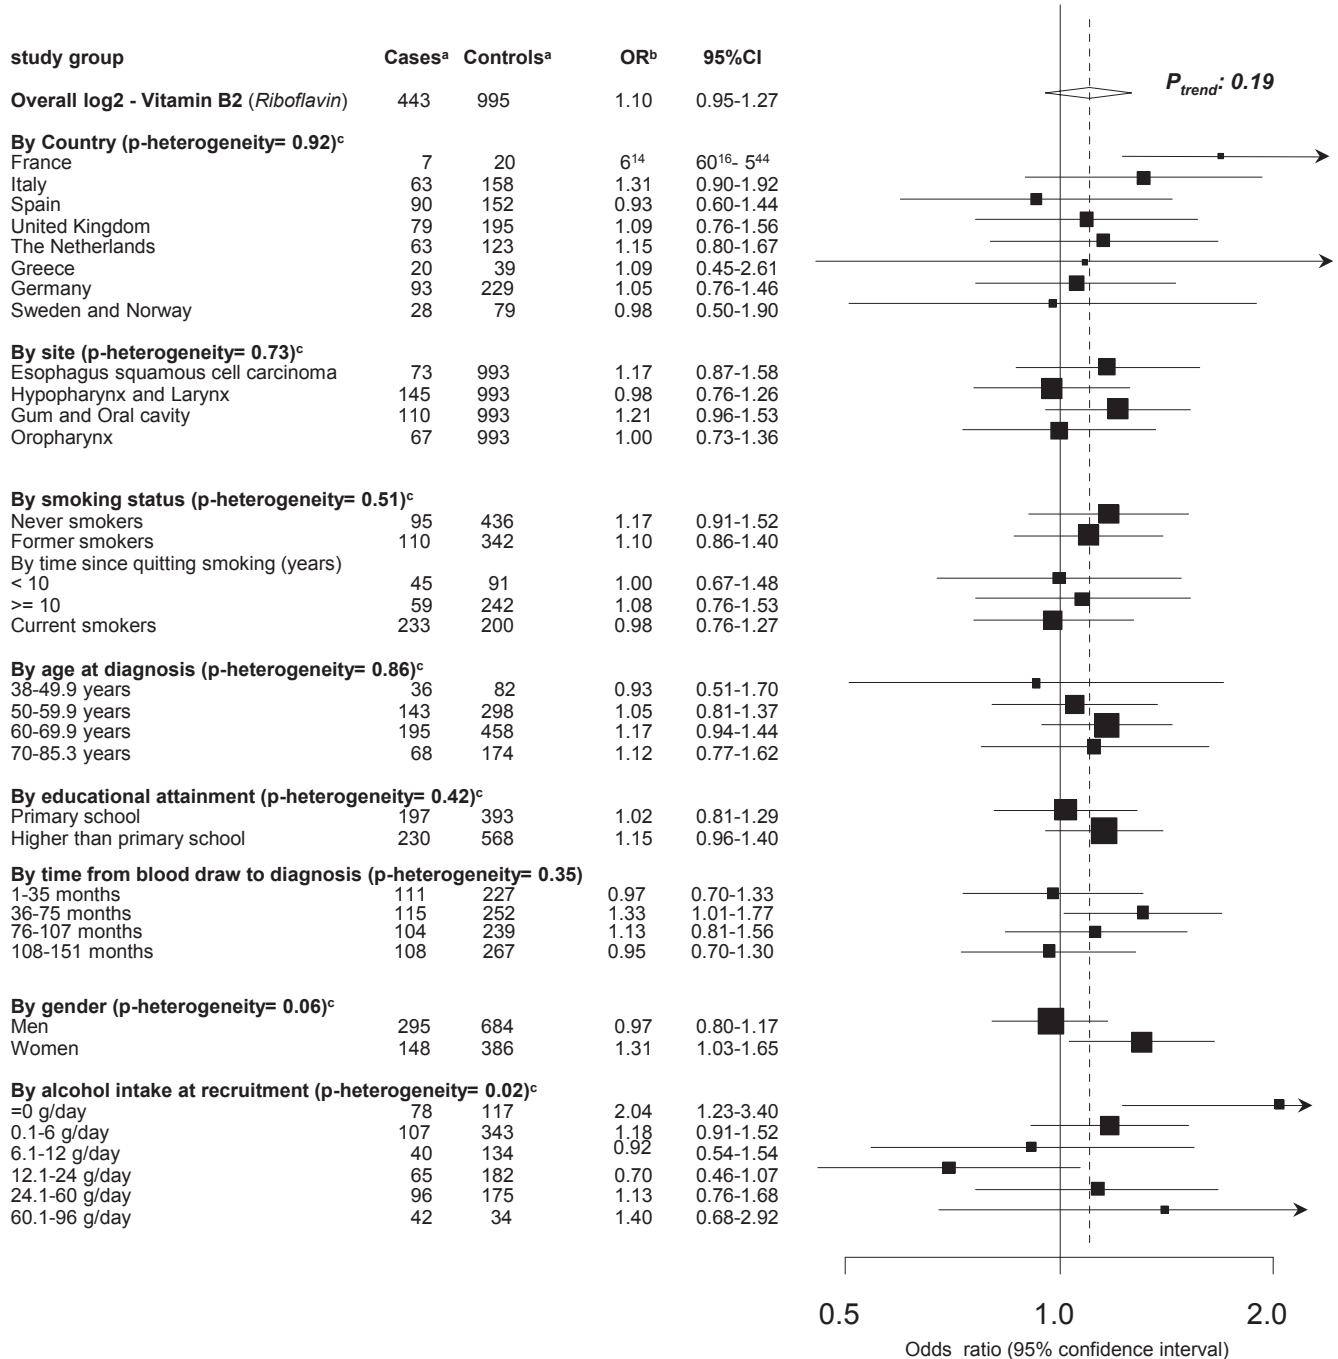 study group Casesᵃ Controlsᵃ ORᵇ 95%CI
Overall log2 - Vitamin B2 (Riboflavin) 443 995 1.10 0.95-1.27 Ptrend: 0.19
By Country (p-heterogeneity= 0.92)ᶜ
France 7 20 6¹⁴ 60¹⁶- 5⁴⁴
Italy 63 158 1.31 0.90-1.92
Spain 90 152 0.93 0.60-1.44
United Kingdom 79 195 1.09 0.76-1.56
The Netherlands 63 123 1.15 0.80-1.67
Greece 20 39 1.09 0.45-2.61
Germany 93 229 1.05 0.76-1.46
Sweden and Norway 28 79 0.98 0.50-1.90
By site (p-heterogeneity= 0.73)ᶜ
Esophagus squamous cell carcinoma 73 993 1.17 0.87-1.58
Hypopharynx and Larynx 145 993 0.98 0.76-1.26
Gum and Oral cavity 110 993 1.21 0.96-1.53
Oropharynx 67 993 1.00 0.73-1.36
By smoking status (p-heterogeneity= 0.51)ᶜ
Never smokers 95 436 1.17 0.91-1.52
Former smokers 110 342 1.10 0.86-1.40
By time since quitting smoking (years)
< 10 45 91 1.00 0.67-1.48
>= 10 59 242 1.08 0.76-1.53
Current smokers 233 200 0.98 0.76-1.27
By age at diagnosis (p-heterogeneity= 0.86)ᶜ
38-49.9 years 36 82 0.93 0.51-1.70
50-59.9 years 143 298 1.05 0.81-1.37
60-69.9 years 195 458 1.17 0.94-1.44
70-85.3 years 68 174 1.12 0.77-1.62
By educational attainment (p-heterogeneity= 0.42)ᶜ
Primary school 197 393 1.02 0.81-1.29
Higher than primary school 230 568 1.15 0.96-1.40
By time from blood draw to diagnosis (p-heterogeneity= 0.35)
1-35 months 111 227 0.97 0.70-1.33
36-75 months 115 252 1.33 1.01-1.77
76-107 months 104 239 1.13 0.81-1.56
108-151 months 108 267 0.95 0.70-1.30
By gender (p-heterogeneity= 0.06)ᶜ
Men 295 684 0.97 0.80-1.17
Women 148 386 1.31 1.03-1.65
By alcohol intake at recruitment (p-heterogeneity= 0.02)ᶜ
=0 g/day 78 117 2.04 1.23-3.40
0.1-6 g/day 107 343 1.18 0.91-1.52
6.1-12 g/day 40 134 0.92 0.54-1.54
12.1-24 g/day 65 182 0.70 0.46-1.07
24.1-60 g/day 96 175 1.13 0.76-1.68
60.1-96 g/day 42 34 1.40 0.68-2.92
0.5 1.0 2.0
Odds ratio (95% confidence interval)